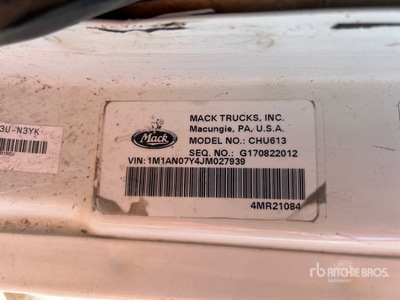 3U-N3YK
MACK TRUCKS, INC.
Macungie, PA, U.S.A.
MODEL NO.: CHU613
SEQ. NO.: G170822012
Mack
VIN: 1M1AN07Y4JM027939
4MR21084
rb RITCHIE BROS.